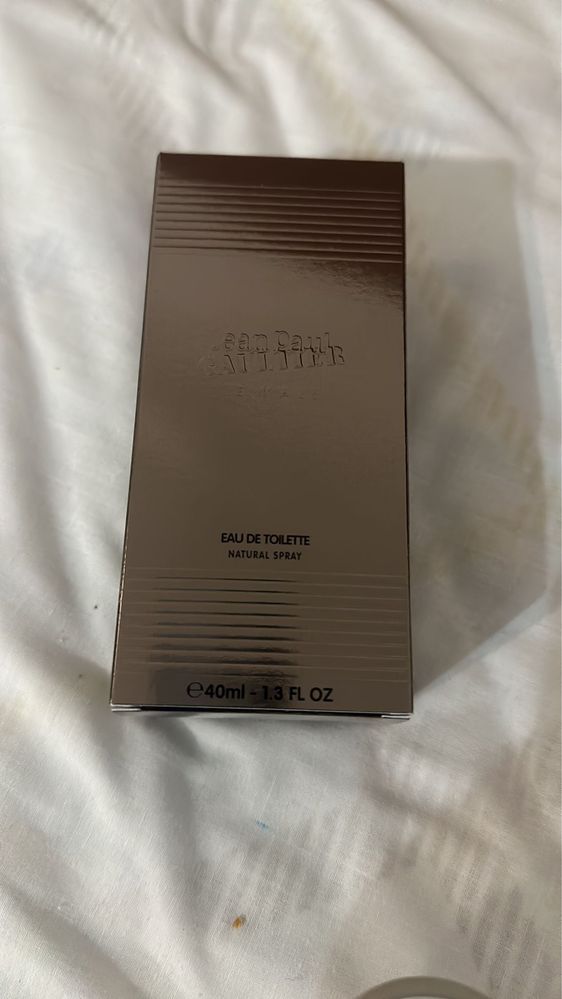 Jean Paul
GAULTIER
EAU DE TOILETTE
NATURAL SPRAY
℮40ml - 1.3 FL OZ